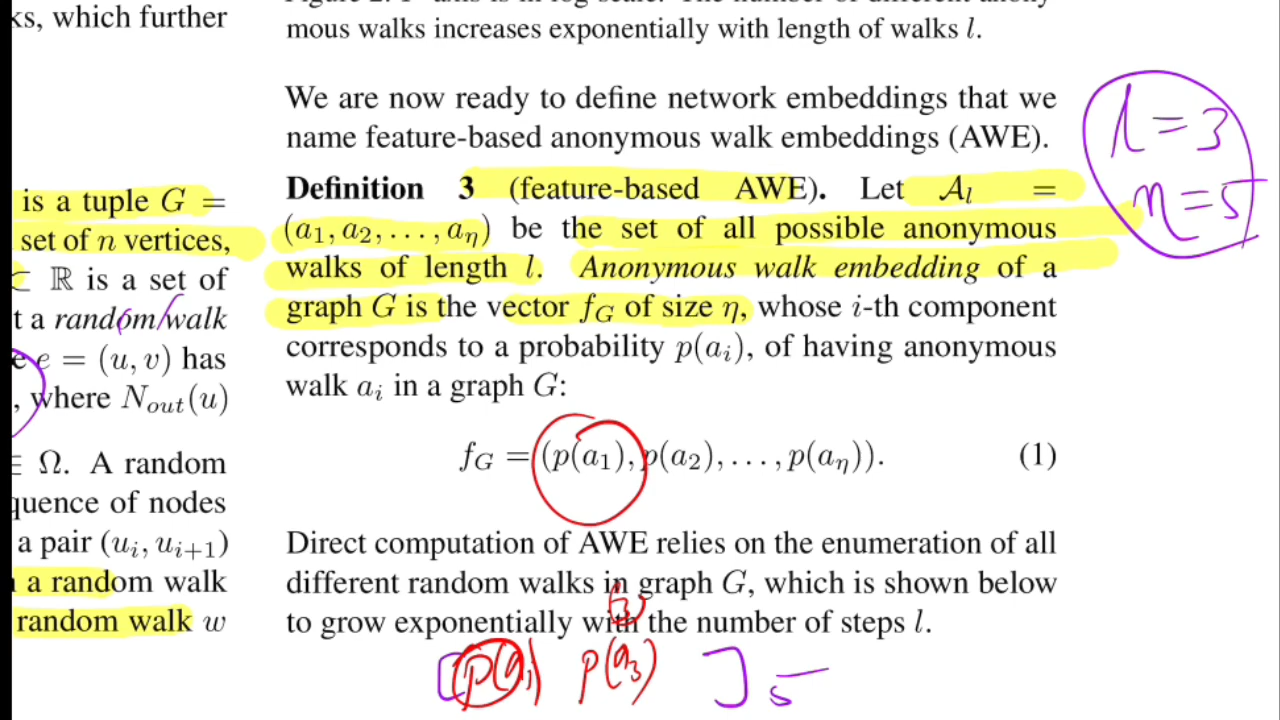 ks, which further
mous walks increases exponentially with length of walks l.
We are now ready to define network embeddings that we
name feature-based anonymous walk embeddings (AWE).
Definition 3 (feature-based AWE). Let 𝒜_l =
(a_1, a_2, . . . , a_η) be the set of all possible anonymous
walks of length l. Anonymous walk embedding of a
graph G is the vector f_G of size η, whose i-th component
corresponds to a probability p(a_i), of having anonymous
walk a_i in a graph G:
f_G = (p(a_1), p(a_2), . . . , p(a_η)). (1)
Direct computation of AWE relies on the enumeration of all
different random walks in graph G, which is shown below
to grow exponentially with the number of steps l.
is a tuple G =
set of n vertices,
⊂ ℝ is a set of
t a random walk
e = (u, v) has
, where N_out(u)
∈ Ω. A random
quence of nodes
a pair (u_i, u_{i+1})
a random walk
random walk w
l = 3
η = 5
[p(a_1) p(a_3) ] 5